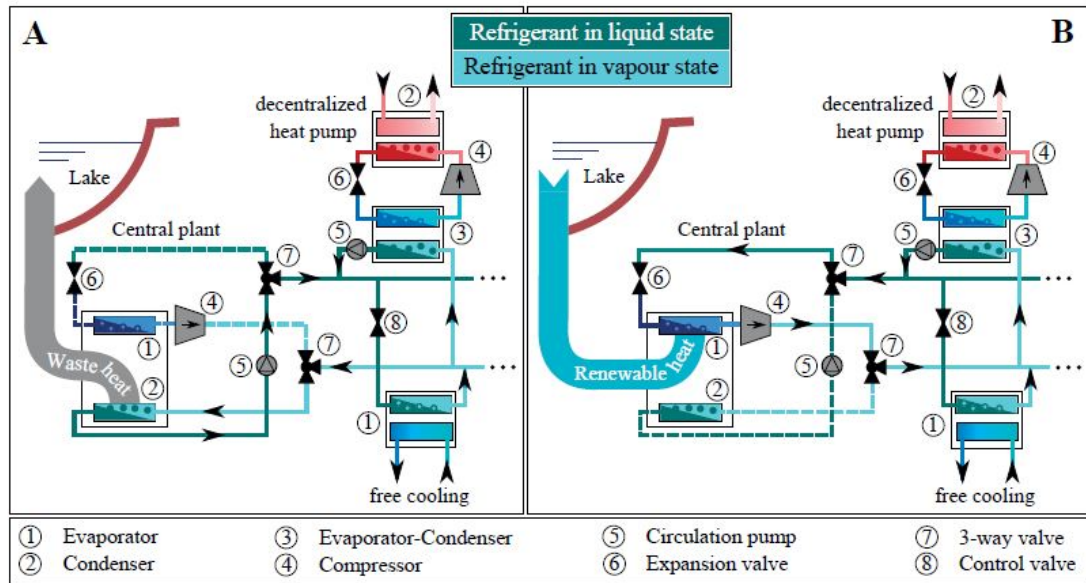 A
Refrigerant in liquid state
Refrigerant in vapour state
B
decentralized
heat pump
②
④
⑥
Lake
⑤
③
Central plant
⑦
⑥
④
①
⑧
⑦
Waste heat
②
⑤
①
free cooling
decentralized
heat pump
②
④
⑥
Lake
⑤
③
Central plant
⑦
⑥
④
①
⑧
⑦
Renewable heat
②
⑤
①
free cooling
① Evaporator
② Condenser
③ Evaporator-Condenser
④ Compressor
⑤ Circulation pump
⑥ Expansion valve
⑦ 3-way valve
⑧ Control valve